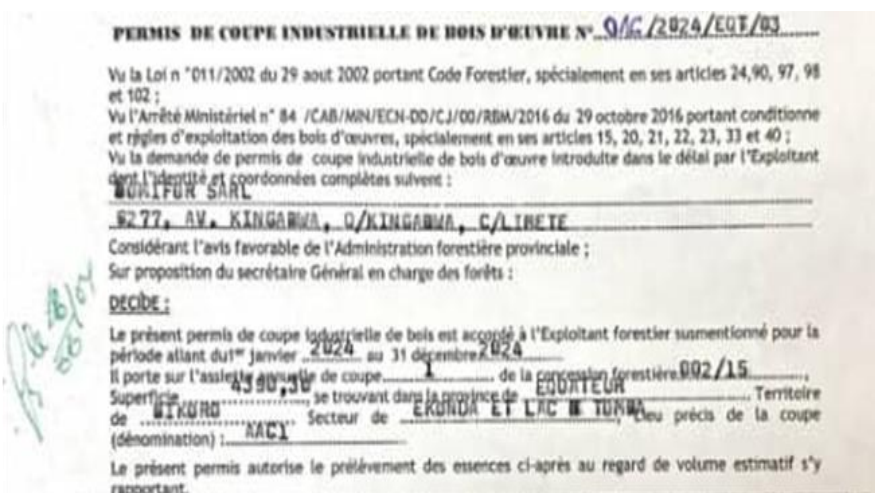 PERMIS DE COUPE INDUSTRIELLE DE BOIS D'ŒUVRE N° 0/C /2024/EQT/03
Vu la Loi n °011/2002 du 29 aout 2002 portant Code Forestier, spécialement en ses articles 24,90, 97, 98
et 102 ;
Vu l'Arrêté Ministériel n° 84 /CAB/MIN/ECN-DD/CJ/00/RBM/2016 du 29 octobre 2016 portant conditionne
et règles d'exploitation des bois d'œuvres, spécialement en ses articles 15, 20, 21, 22, 23, 33 et 40 ;
Vu la demande de permis de coupe industrielle de bois d'œuvre introduite dans le délai par l'Exploitant
dont l'identité et coordonnées complètes suivent :
SARL
6277, AV. KINGABWA, Q/KINGABWA, C/LIMETE
Considérant l'avis favorable de l'Administration forestière provinciale ;
Sur proposition du secrétaire Général en charge des forêts :
DECIDE :
Le présent permis de coupe industrielle de bois est accordé à l'Exploitant forestier susmentionné pour la
période allant du1er janvier 2024 au 31 décembre 2024
Il porte sur l'assiette annuelle de coupe 1 de la concession forestière 002/15,
Superficie 4390,36, se trouvant dans la province de EQUATEUR Territoire
de BIKORO Secteur de EKONDA ET LAC TUMBA, Lieu précis de la coupe
(dénomination) : AAC1
Le présent permis autorise le prélèvement des essences ci-après au regard de volume estimatif s'y
rapportant.